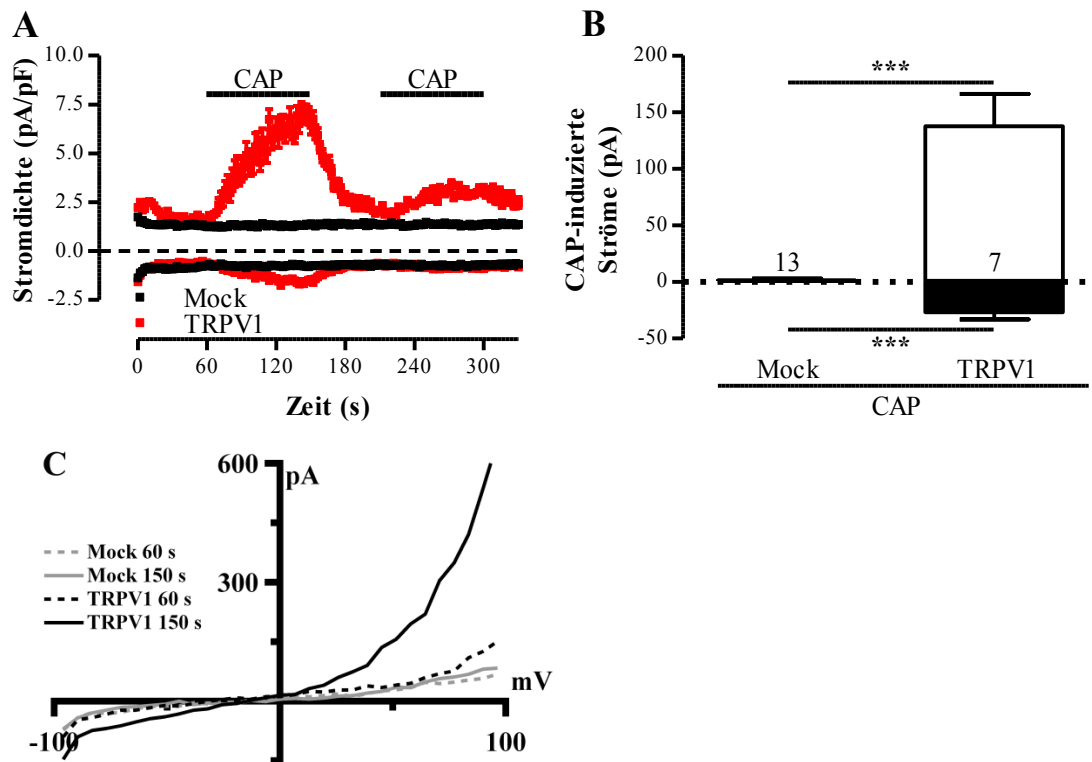 A
Stromdichte (pA/pF)
10.0
7.5
5.0
2.5
0.0
-2.5
CAP
CAP
Mock
TRPV1
0
60
120
180
240
300
Zeit (s)
B
CAP-induzierte
Ströme (pA)
200
150
100
50
0
-50
***
13
7
***
Mock
TRPV1
CAP
C
600
pA
300
mV
-100
100
Mock 60 s
Mock 150 s
TRPV1 60 s
TRPV1 150 s